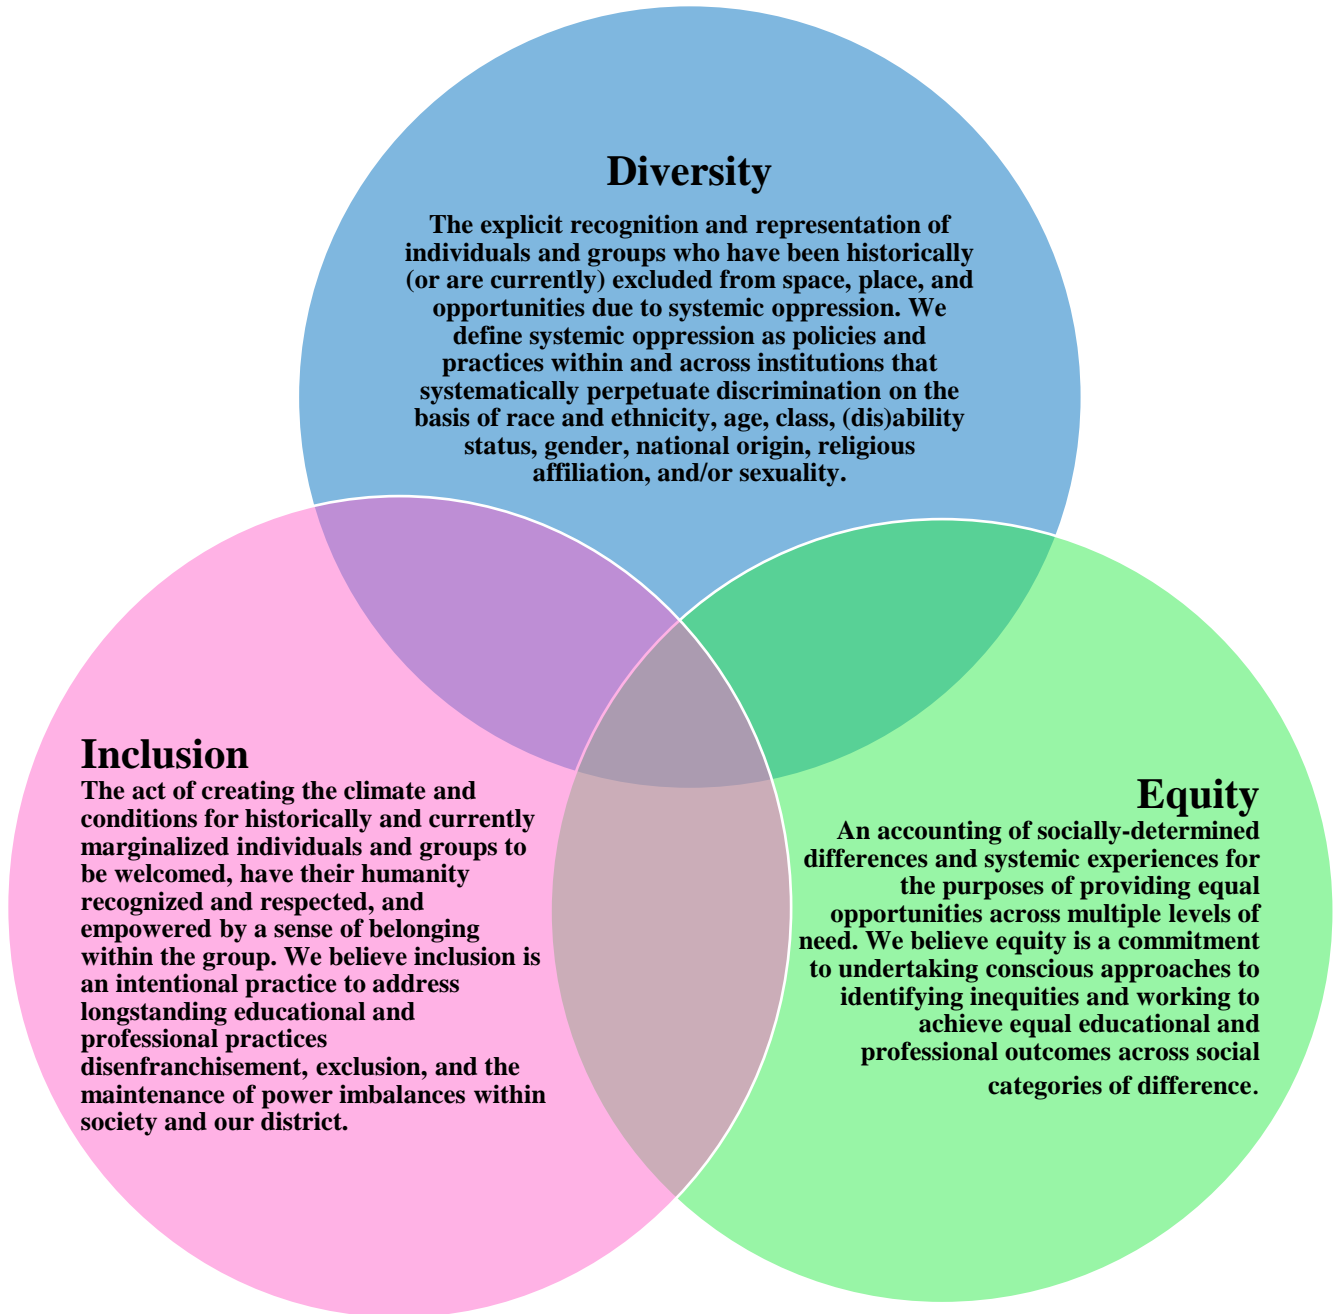 Diversity
The explicit recognition and representation of
individuals and groups who have been historically
(or are currently) excluded from space, place, and
opportunities due to systemic oppression. We
define systemic oppression as policies and
practices within and across institutions that
systematically perpetuate discrimination on the
basis of race and ethnicity, age, class, (dis)ability
status, gender, national origin, religious
affiliation, and/or sexuality.
Inclusion
The act of creating the climate and
conditions for historically and currently
marginalized individuals and groups to
be welcomed, have their humanity
recognized and respected, and
empowered by a sense of belonging
within the group. We believe inclusion is
an intentional practice to address
longstanding educational and
professional practices
disenfranchisement, exclusion, and the
maintenance of power imbalances within
society and our district.
Equity
An accounting of socially-determined
differences and systemic experiences for
the purposes of providing equal
opportunities across multiple levels of
need. We believe equity is a commitment
to undertaking conscious approaches to
identifying inequities and working to
achieve equal educational and
professional outcomes across social
categories of difference.